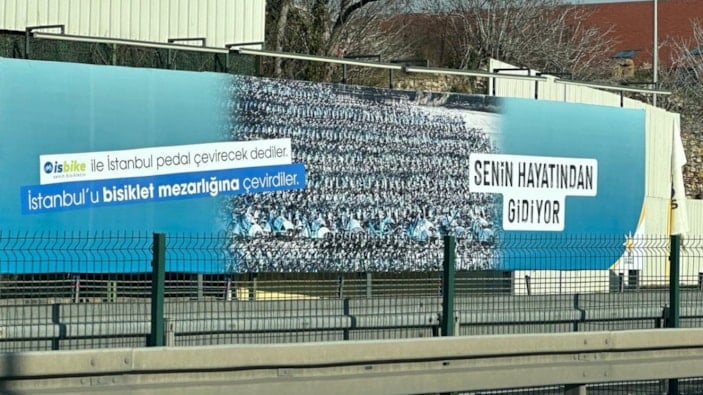 isbike ile İstanbul pedal çevirecek dediler.
İstanbul'u bisiklet mezarlığına çevirdiler.
SENİN HAYATINDAN
GİDİYOR